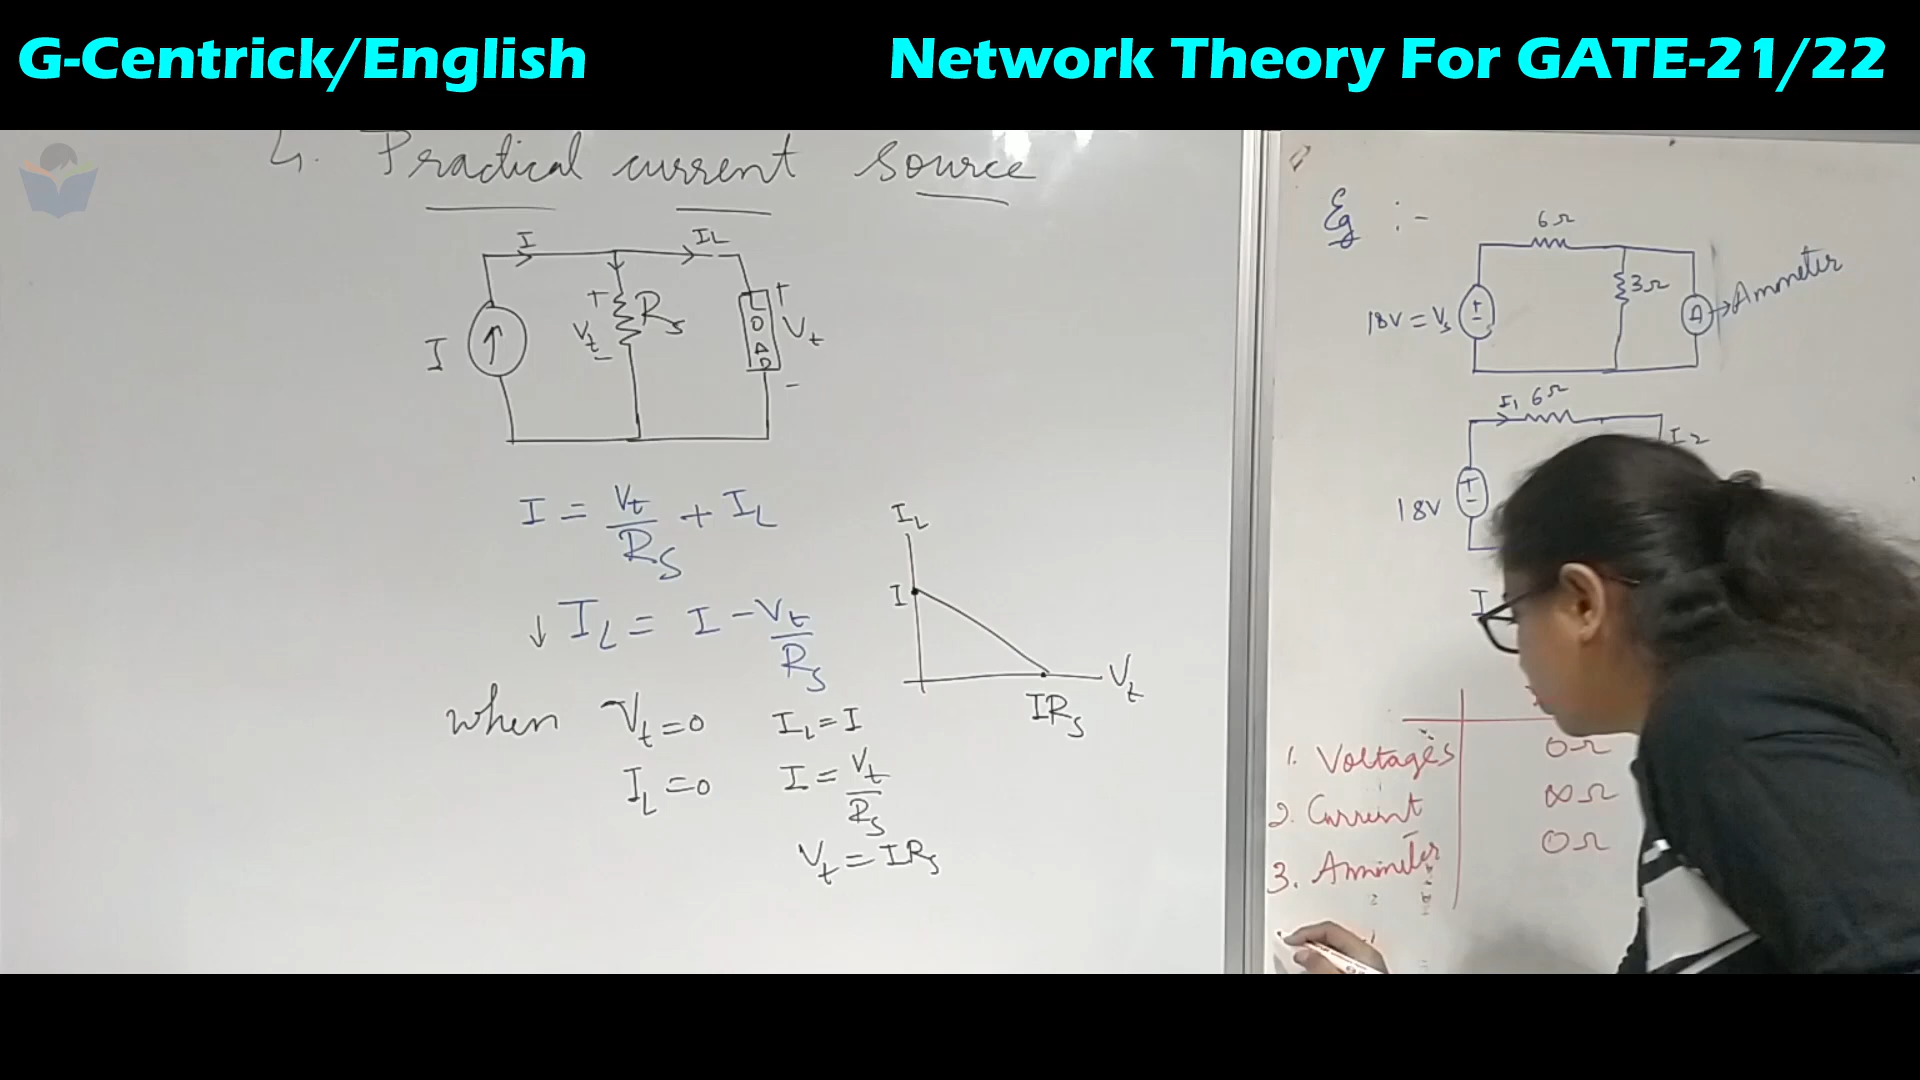 G-Centrick/English
Network Theory For GATE-21/22
4. Practical current source
I
IL
I
+
Vt
-
Rs
LOAD
+
Vt
-
I = Vt/Rs + IL
↓ IL = I - Vt/Rs
when Vt = 0 IL = I
IL = 0 I = Vt/Rs
Vt = IRs
IL
I
IRs
Vt
Eg :-
6Ω
3Ω
18V = Vs
+
-
A → Ammeter
I1 6Ω
I2
18V
+
-
I
1. Voltages 0Ω
2. Current ∞Ω
3. Ammeter 0Ω